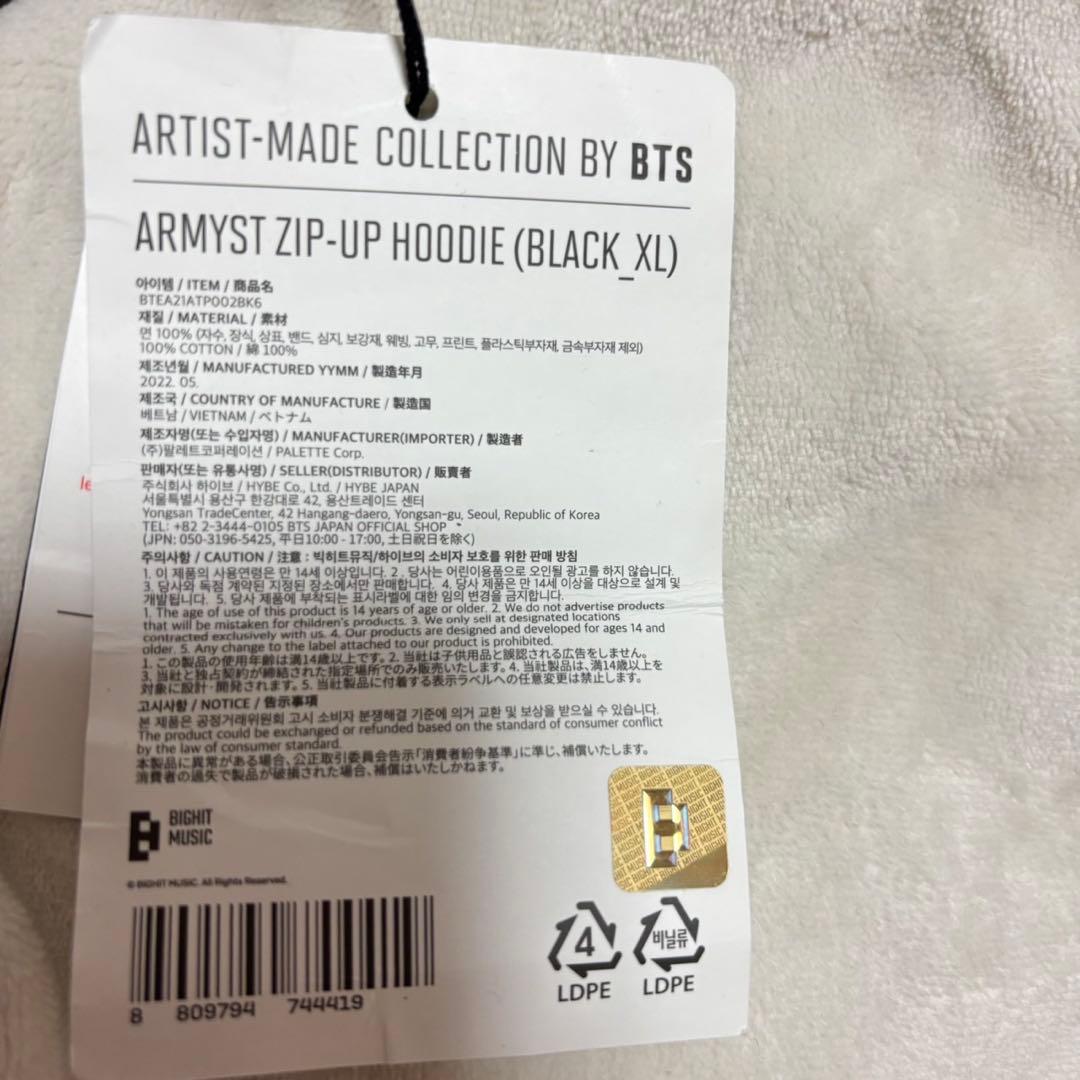 ARTIST-MADE COLLECTION BY BTS
ARMYST ZIP-UP HOODIE (BLACK_XL)
아이템 / ITEM / 商品名
BTEA21ATP002BK6
재질 / MATERIAL / 素材
면 100% (자수, 장식, 상표, 밴드, 심지, 보강재, 웨빙, 고무, 프린트, 플라스틱부자재, 금속부자재 제외)
100% COTTON / 綿 100%
제조년월 / MANUFACTURED YYMM / 製造年月
2022. 05.
제조국 / COUNTRY OF MANUFACTURE / 製造国
베트남 / VIETNAM / ベトナム
제조자명(또는 수입자명) / MANUFACTURER(IMPORTER) / 製造者
(주)팔레트코퍼레이션 / PALETTE Corp.
판매자(또는 유통사명) / SELLER(DISTRIBUTOR) / 販賣者
주식회사 하이브 / HYBE Co., Ltd. / HYBE JAPAN
서울특별시 용산구 한강대로 42, 용산트레이드 센터
Yongsan TradeCenter, 42 Hangang-daero, Yongsan-gu, Seoul, Republic of Korea
TEL: +82 2-3444-0105 BTS JAPAN OFFICIAL SHOP
(JPN: 050-3196-5425, 平日10:00 - 17:00, 土日祝日を除く)
주의사항 / CAUTION / 注意 : 빅히트뮤직/하이브의 소비자 보호를 위한 판매 방침
1. 이 제품의 사용연령은 만 14세 이상입니다. 2. 당사는 어린이용품으로 오인될 광고를 하지 않습니다.
3. 당사와 독점 계약된 지정된 장소에서만 판매합니다. 4. 당사 제품은 만 14세 이상을 대상으로 설계 및
개발됩니다. 5. 당사 제품에 부착되는 표시라벨에 대한 임의 변경을 금지합니다.
1. The age of use of this product is 14 years of age or older. 2. We do not advertise products
that will be mistaken for children's products. 3. We only sell at designated locations
contracted exclusively with us. 4. Our products are designed and developed for ages 14 and
older. 5. Any change to the label attached to our product is prohibited.
1. この製品の使用年齢は満14歳以上です。2. 当社は子供用品と誤認される広告をしません。
3. 当社と独占契約が締結された指定場所でのみ販売いたします。4. 当社製品は、満14歳以上を
対象に設計・開発されます。5. 当社製品に付着する表示ラベルへの任意変更は禁止します。
고시사항 / NOTICE / 告示事項
본 제품은 공정거래위원회 고시 소비자 분쟁해결 기준에 의거 교환 및 보상을 받으실 수 있습니다.
The product could be exchanged or refunded based on the standard of consumer conflict
by the law of consumer standard.
本製品に異常がある場合、公正取引委員会告示「消費者紛争基準」に準じ、補償いたします。
消費者の過失で製品が破損された場合、補償はいたしかねます。
BIGHIT
MUSIC
© BIGHIT MUSIC. All Rights Reserved.
8 809794 744419
4
LDPE
비닐류
LDPE
le
BIGHIT MUSIC